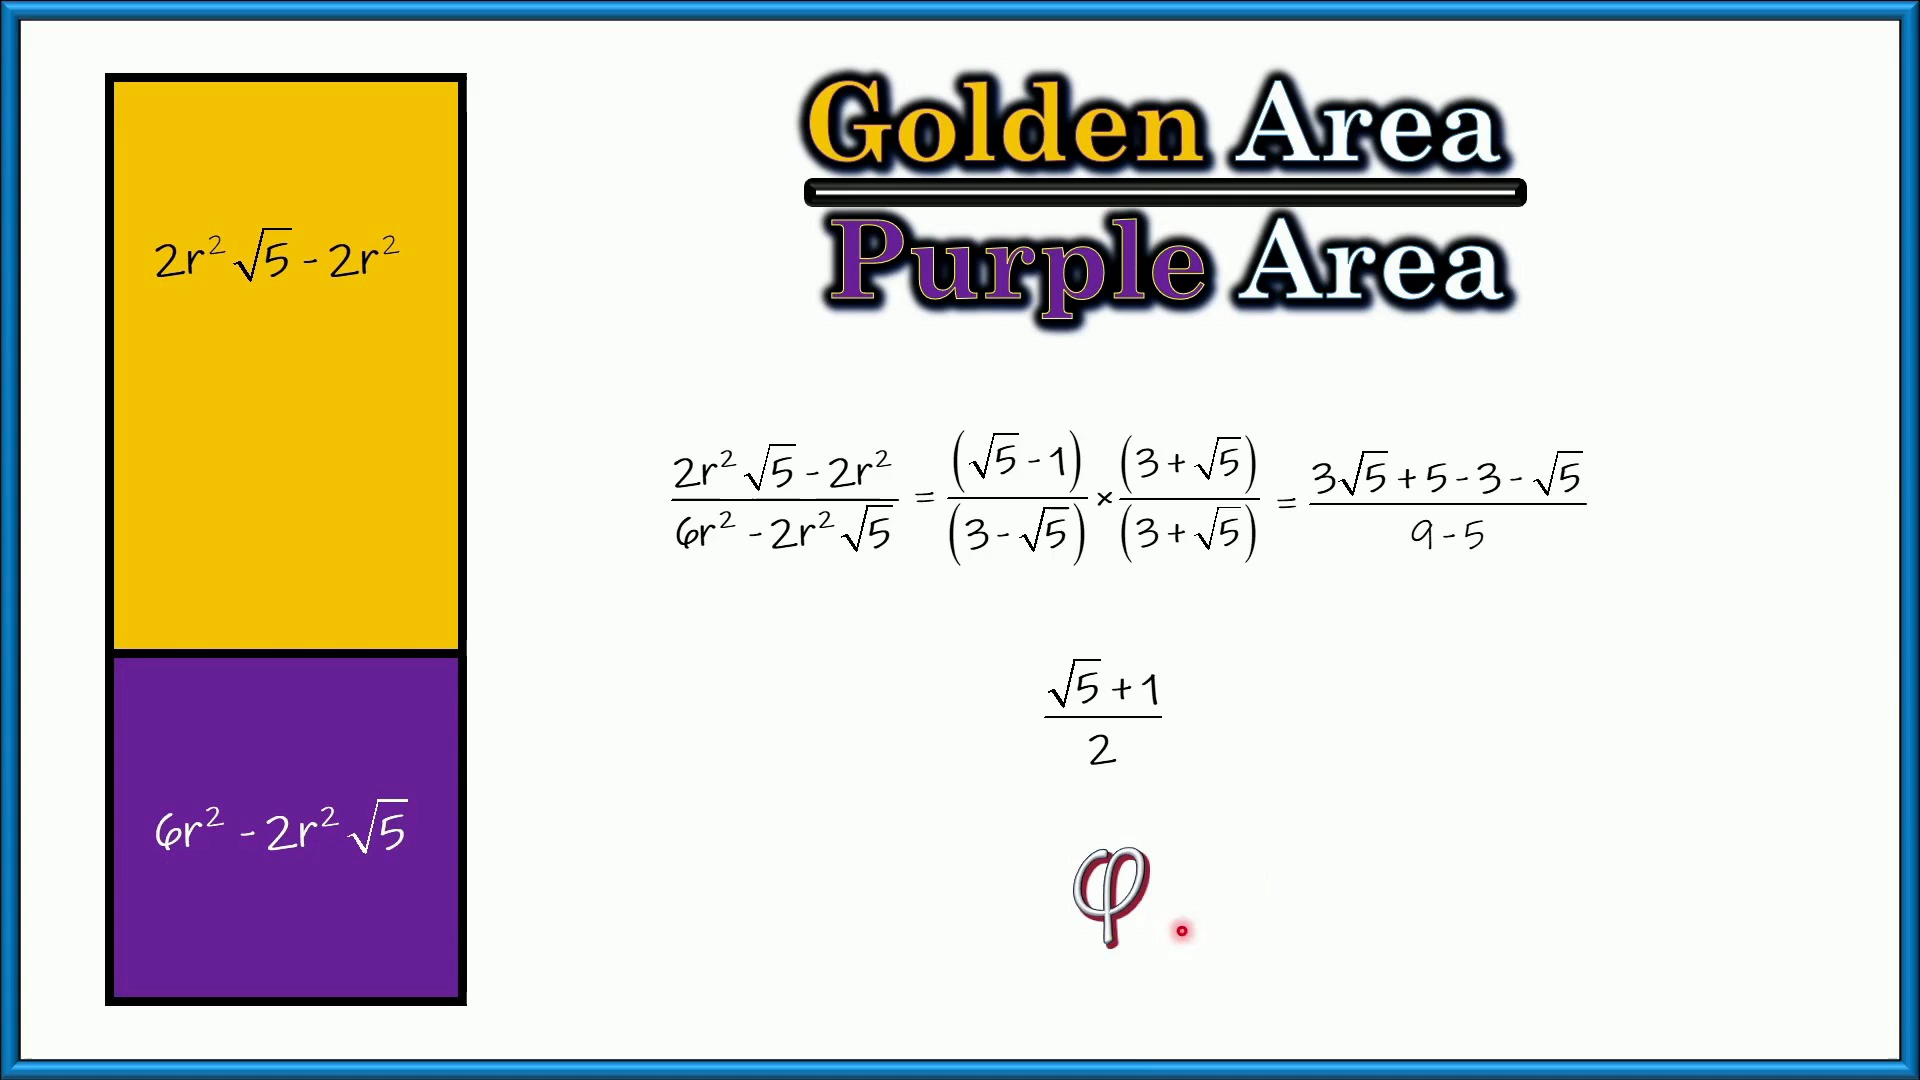 Golden Area
Purple Area
2r² √5 - 2r²
(2r² √5 - 2r²)/(6r² - 2r² √5) = (√5 - 1)/(3 - √5) × (3 + √5)/(3 + √5) = (3√5 + 5 - 3 - √5)/(9 - 5)
(√5 + 1)/2
6r² - 2r² √5
φ